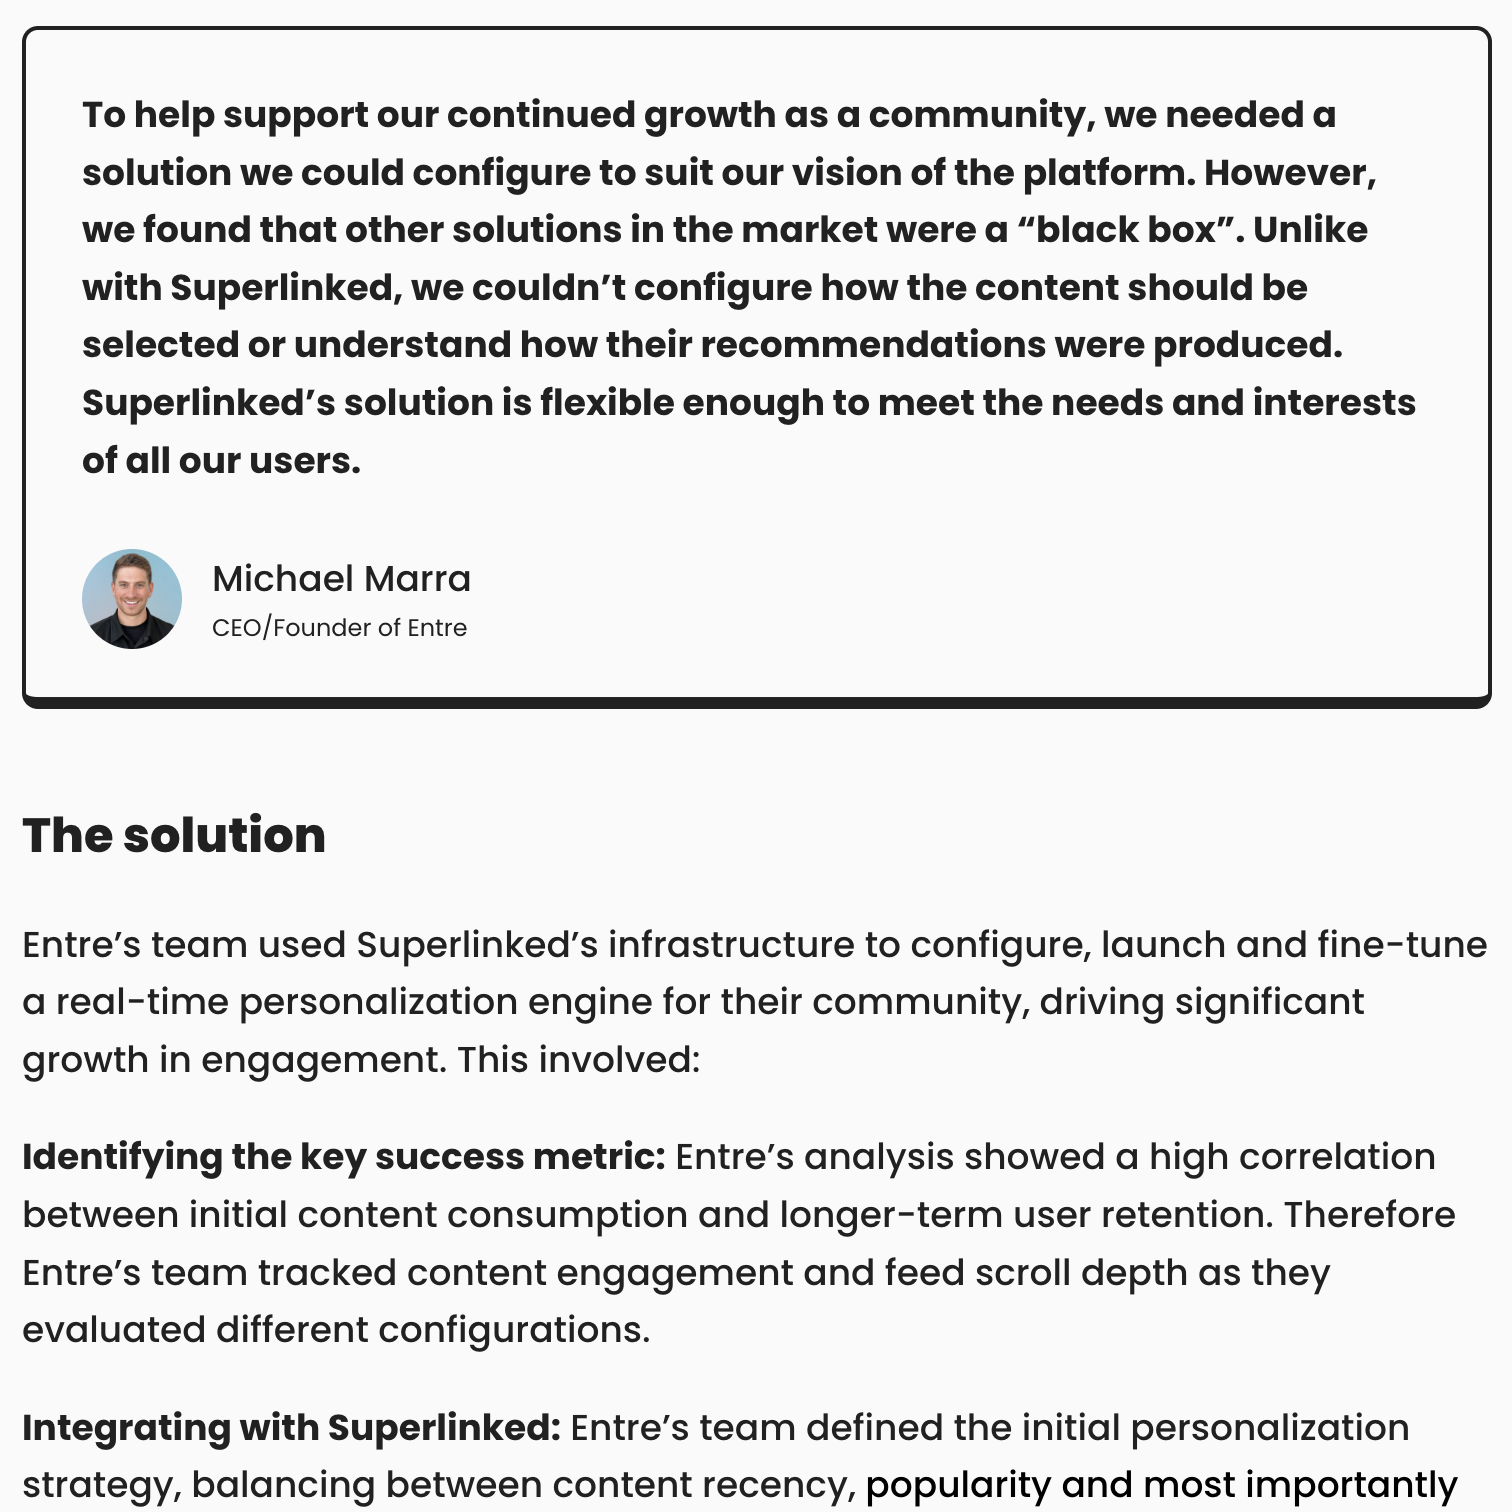 To help support our continued growth as a community, we needed a
solution we could configure to suit our vision of the platform. However,
we found that other solutions in the market were a “black box”. Unlike
with Superlinked, we couldn’t configure how the content should be
selected or understand how their recommendations were produced.
Superlinked’s solution is flexible enough to meet the needs and interests
of all our users.
Michael Marra
CEO/Founder of Entre
The solution
Entre’s team used Superlinked’s infrastructure to configure, launch and fine-tune
a real-time personalization engine for their community, driving significant
growth in engagement. This involved:
Identifying the key success metric: Entre’s analysis showed a high correlation
between initial content consumption and longer-term user retention. Therefore
Entre’s team tracked content engagement and feed scroll depth as they
evaluated different configurations.
Integrating with Superlinked: Entre’s team defined the initial personalization
strategy, balancing between content recency, popularity and most importantly